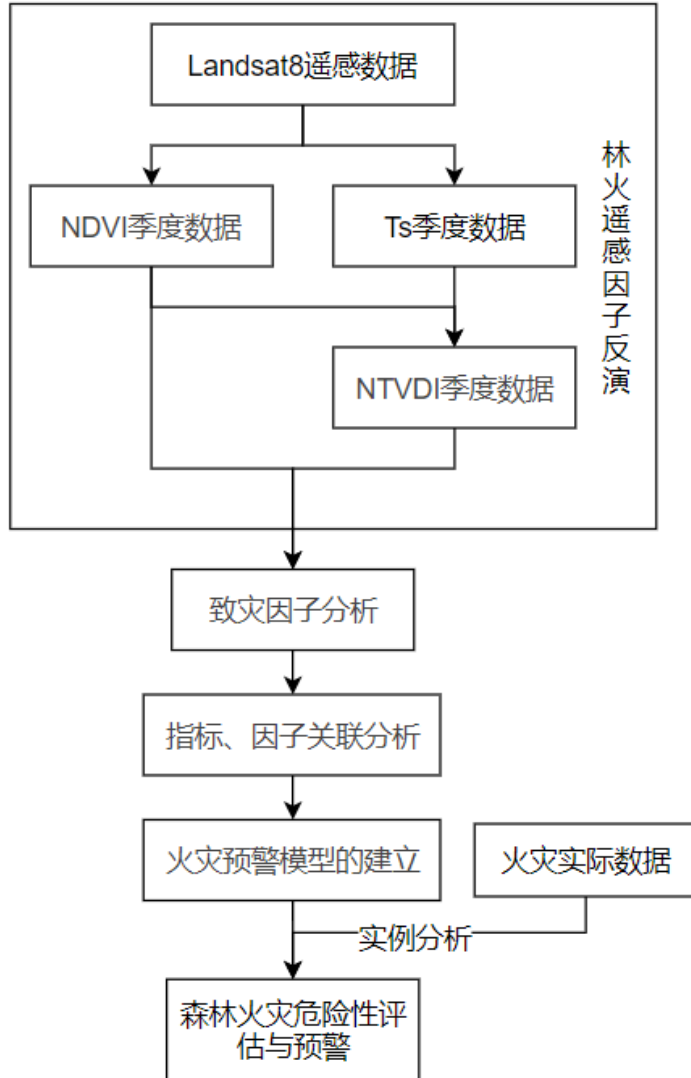 Landsat8遥感数据
NDVI季度数据
Ts季度数据
NTVDI季度数据
林火遥感因子反演
致灾因子分析
指标、因子关联分析
火灾预警模型的建立
火灾实际数据
实例分析
森林火灾危险性评
估与预警